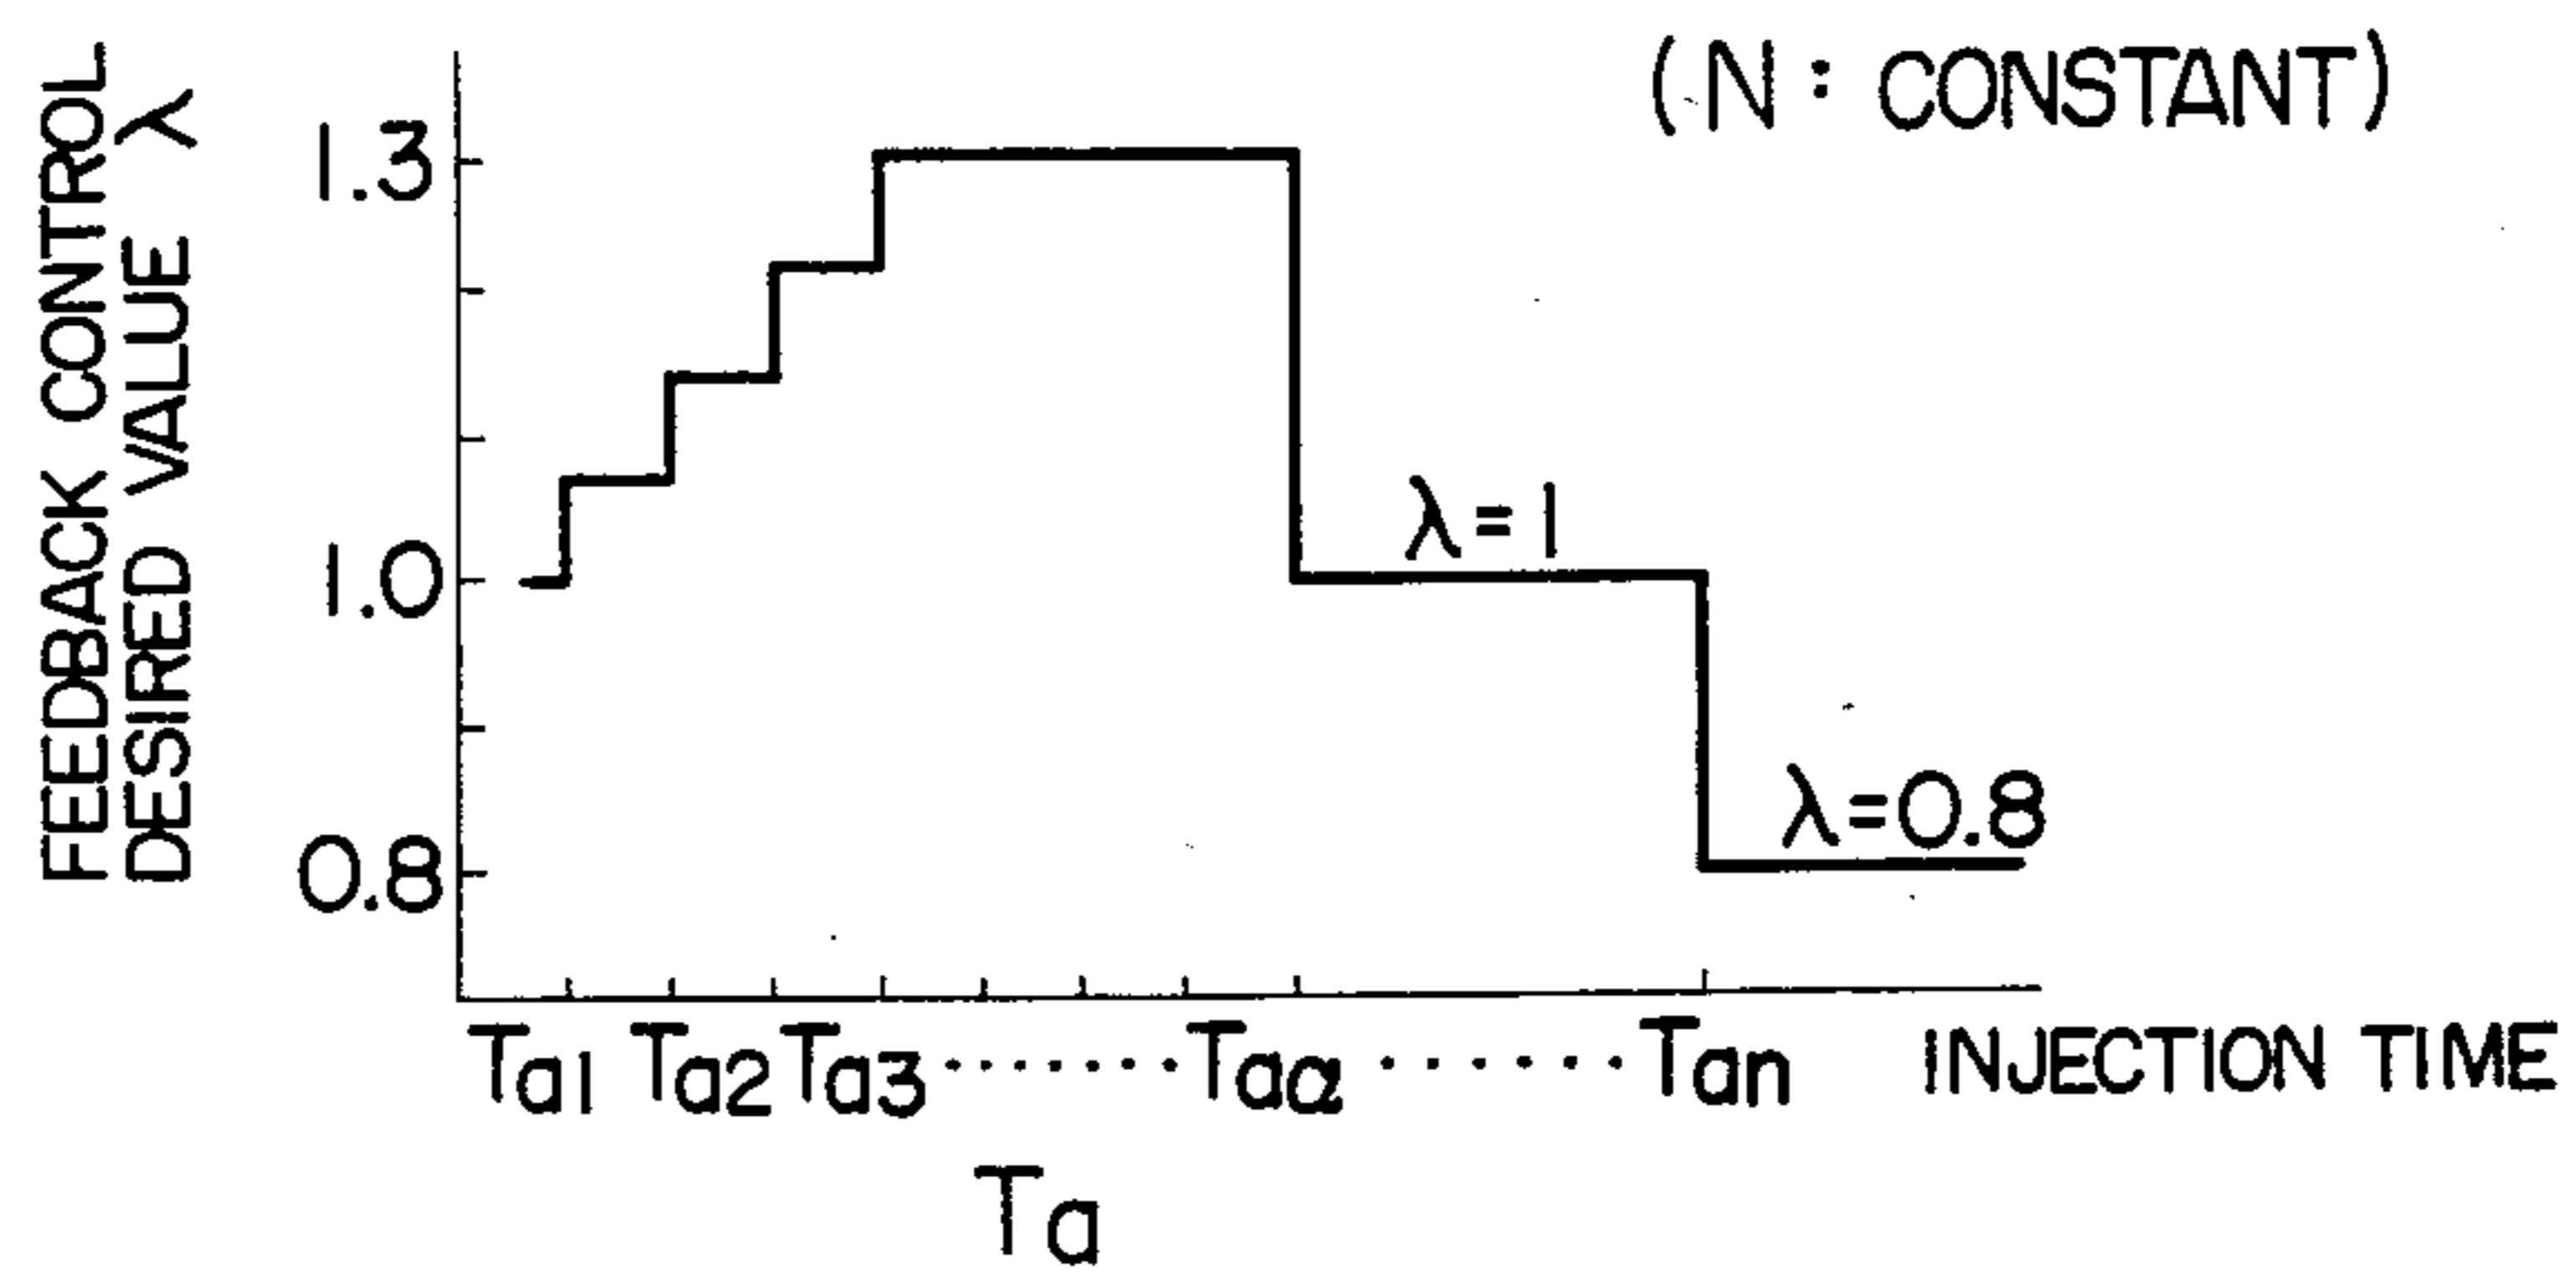 FEEDBACK CONTROL
DESIRED VALUE λ
(N: CONSTANT)
1.3
1.0
0.8
λ=1
λ=0.8
Ta1 Ta2 Ta3 ....... Taα ...... Tan INJECTION TIME
Ta